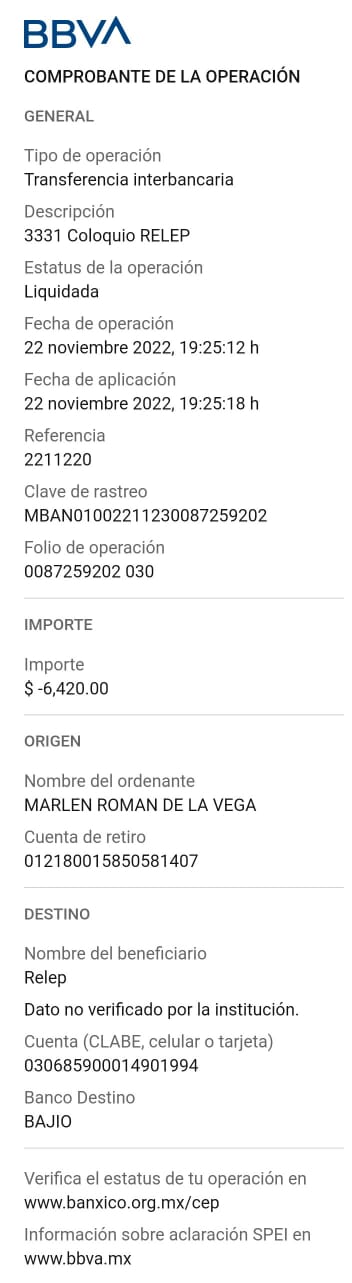 BBVA
COMPROBANTE DE LA OPERACIÓN
GENERAL
Tipo de operación
Transferencia interbancaria
Descripción
3331 Coloquio RELEP
Estatus de la operación
Liquidada
Fecha de operación
22 noviembre 2022, 19:25:12 h
Fecha de aplicación
22 noviembre 2022, 19:25:18 h
Referencia
2211220
Clave de rastreo
MBAN01002211230087259202
Folio de operación
0087259202 030
IMPORTE
Importe
$ -6,420.00
ORIGEN
Nombre del ordenante
MARLEN ROMAN DE LA VEGA
Cuenta de retiro
012180015850581407
DESTINO
Nombre del beneficiario
Relep
Dato no verificado por la institución.
Cuenta (CLABE, celular o tarjeta)
030685900014901994
Banco Destino
BAJIO
Verifica el estatus de tu operación en
www.banxico.org.mx/cep
Información sobre aclaración SPEI en
www.bbva.mx